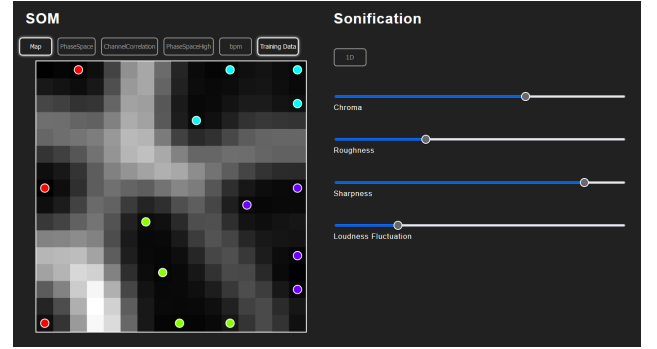 SOM
Map PhaseSpace ChannelCorrelation PhaseSpaceHigh bpm Training Data
Sonification
1D
Chroma
Roughness
Sharpness
Loudness Fluctuation